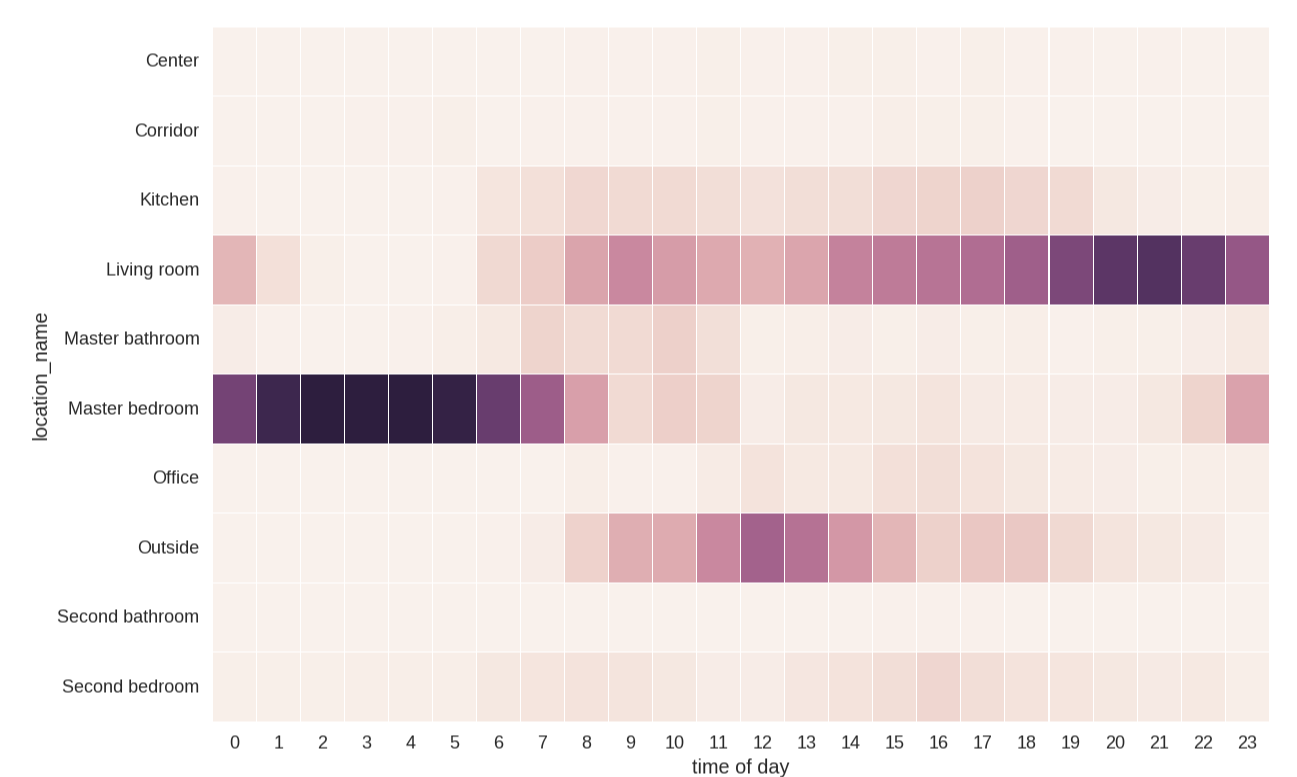 Center
Corridor
Kitchen
Living room
Master bathroom
Master bedroom
Office
Outside
Second bathroom
Second bedroom
location_name
0 1 2 3 4 5 6 7 8 9 10 11 12 13 14 15 16 17 18 19 20 21 22 23
time of day